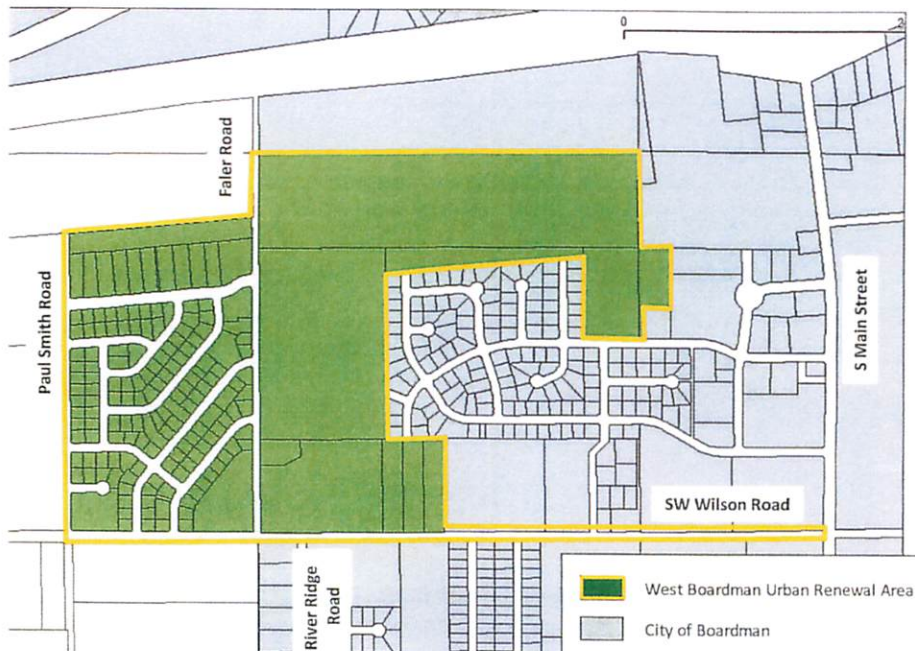 0
Faler Road
Paul Smith Road
S Main Street
SW Wilson Road
River Ridge
Road
West Boardman Urban Renewal Area
City of Boardman